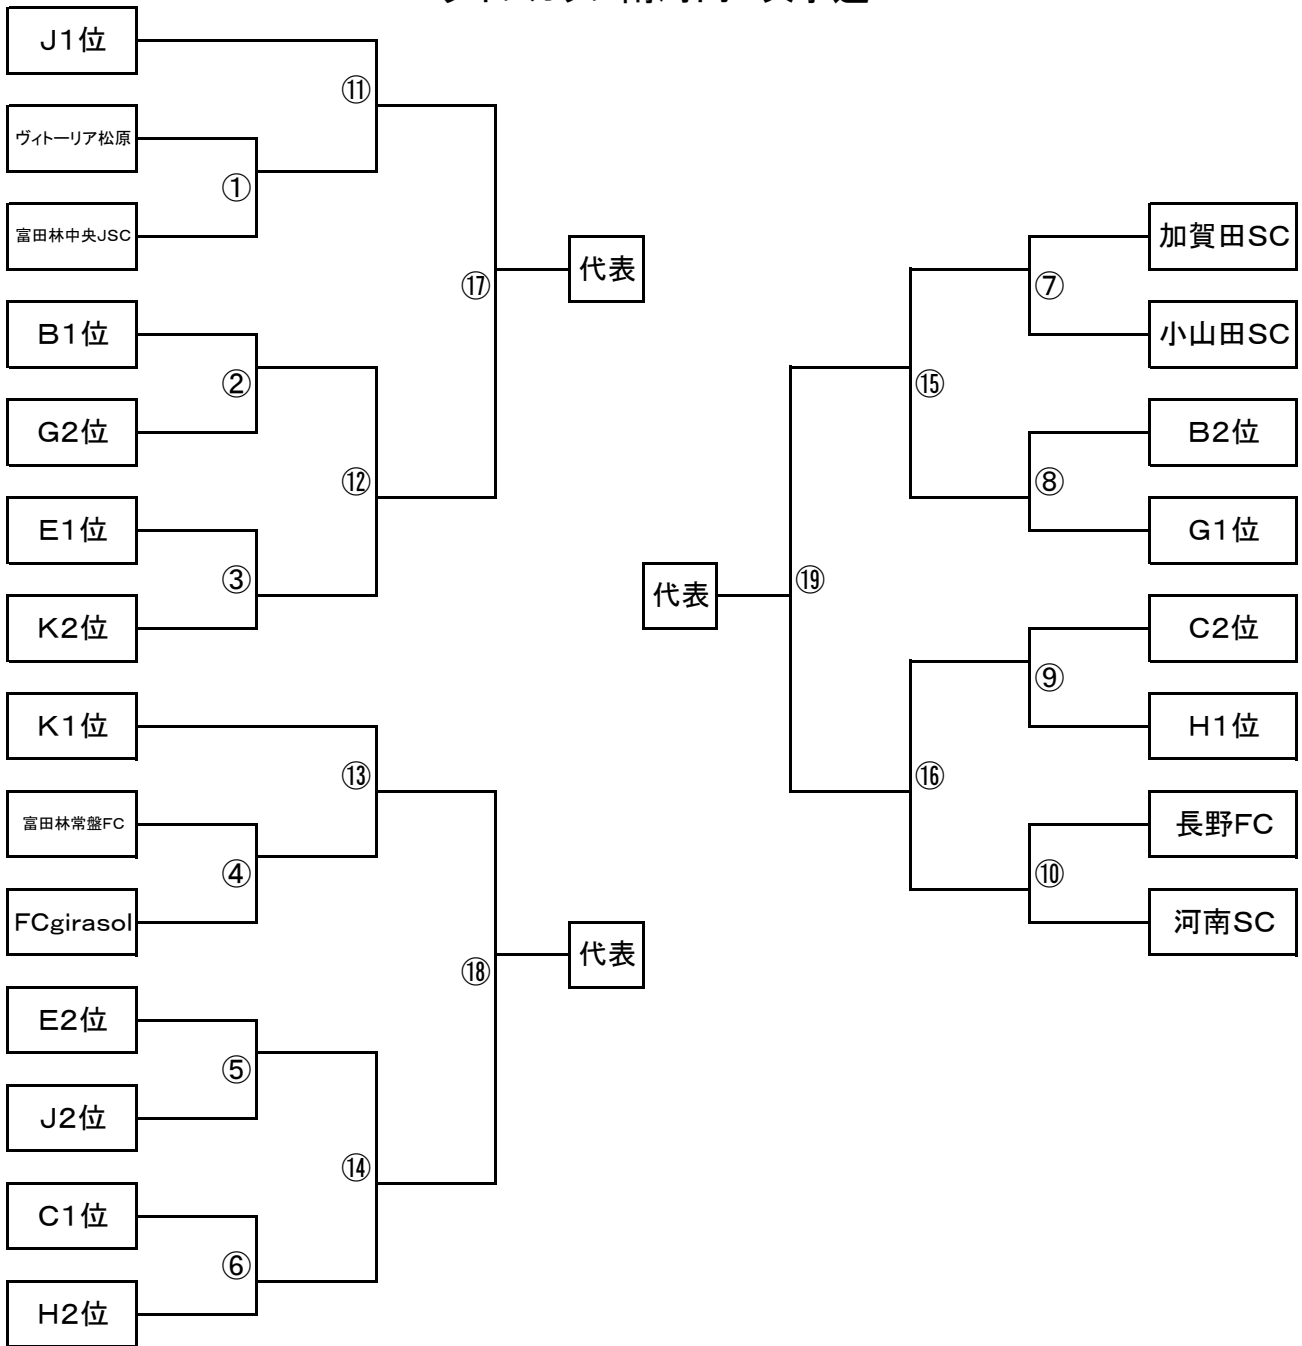 J1位
⑪
ヴィトーリア松原
①
富田林中央JSC
B1位
②
G2位
⑫
E1位
③
K2位
⑰
代表
K1位
⑬
富田林常盤FC
④
FCgirasol
E2位
⑤
J2位
⑭
C1位
⑥
H2位
⑱
代表
加賀田SC
⑦
小山田SC
⑮
B2位
⑧
G1位
代表
⑲
C2位
⑨
H1位
⑯
長野FC
⑩
河南SC